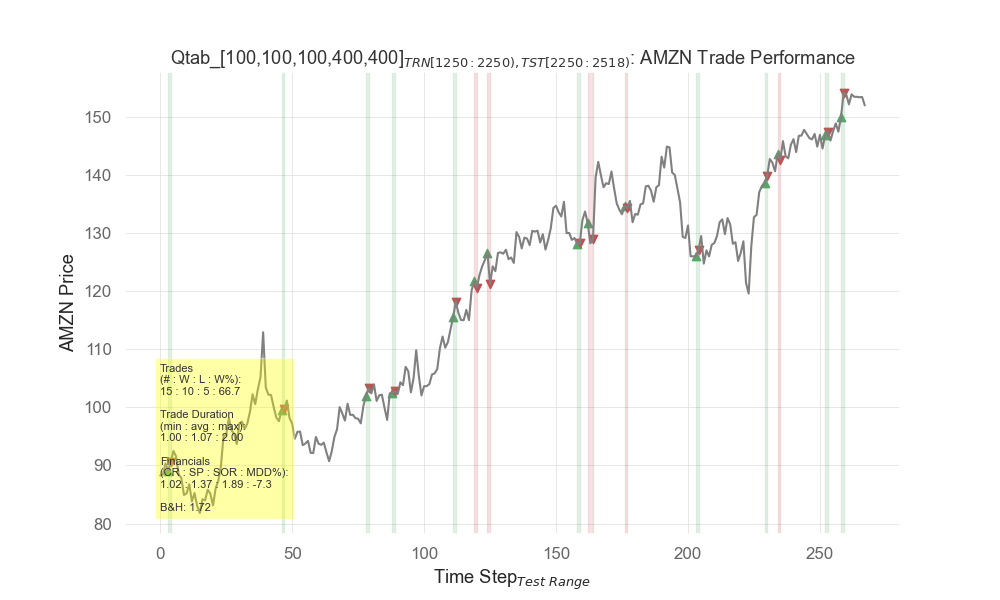 Qtab_[100,100,100,400,400]TRN[1250:2250),TST[2250:2518): AMZN Trade Performance
AMZN Price
150
140
130
120
110
100
90
80
Trades
(# : W : L : W%):
15 : 10 : 5 : 66.7
Trade Duration
(min : avg : max):
1.00 : 1.07 : 2.00
Financials
(CR : SP : SOR : MDD%):
1.02 : 1.37 : 1.89 : -7.3
B&H: 1.72
0 50 100 150 200 250
Time StepTest Range